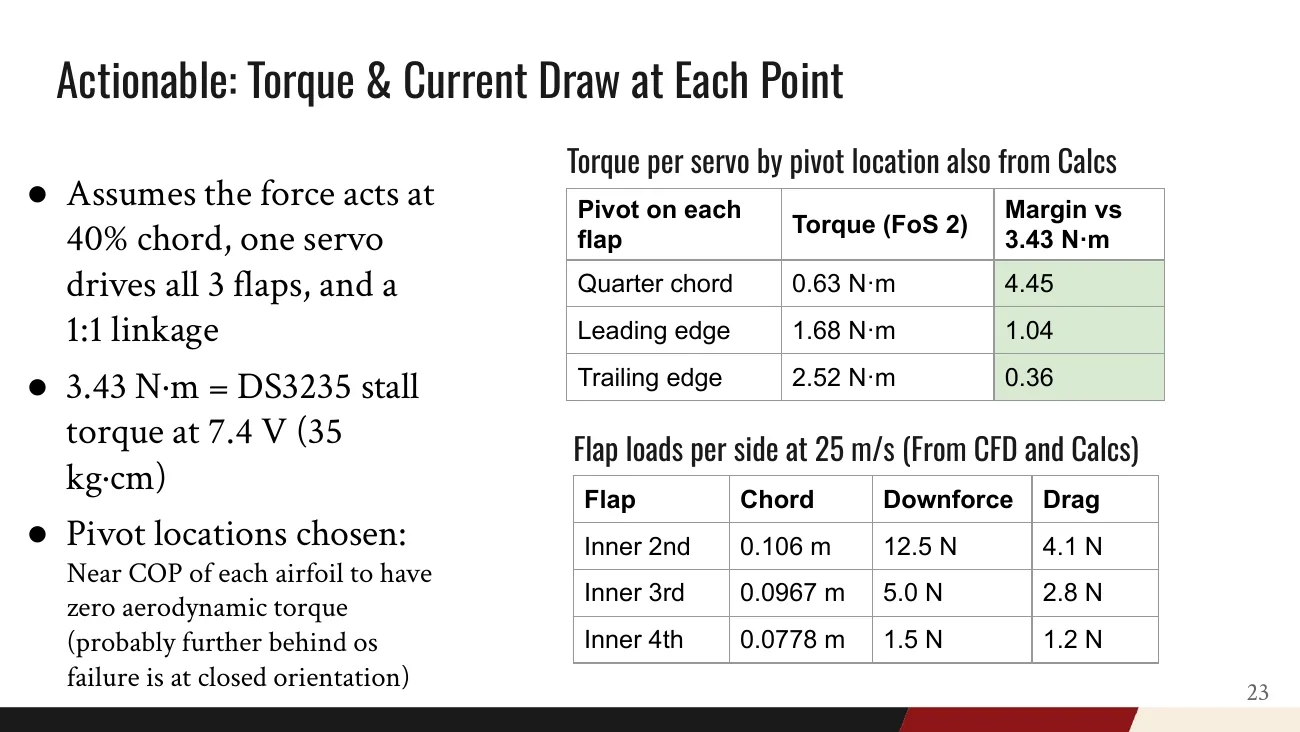 Actionable: Torque & Current Draw at Each Point
● Assumes the force acts at
40% chord, one servo
drives all 3 flaps, and a
1:1 linkage
● 3.43 N·m = DS3235 stall
torque at 7.4 V (35
kg·cm)
● Pivot locations chosen:
Near COP of each airfoil to have
zero aerodynamic torque
(probably further behind os
failure is at closed orientation)
Torque per servo by pivot location also from Calcs
Pivot on each
flap
Torque (FoS 2)
Margin vs
3.43 N·m
Quarter chord 0.63 N·m 4.45
Leading edge 1.68 N·m 1.04
Trailing edge 2.52 N·m 0.36
Flap loads per side at 25 m/s (From CFD and Calcs)
Flap Chord Downforce Drag
Inner 2nd 0.106 m 12.5 N 4.1 N
Inner 3rd 0.0967 m 5.0 N 2.8 N
Inner 4th 0.0778 m 1.5 N 1.2 N
23